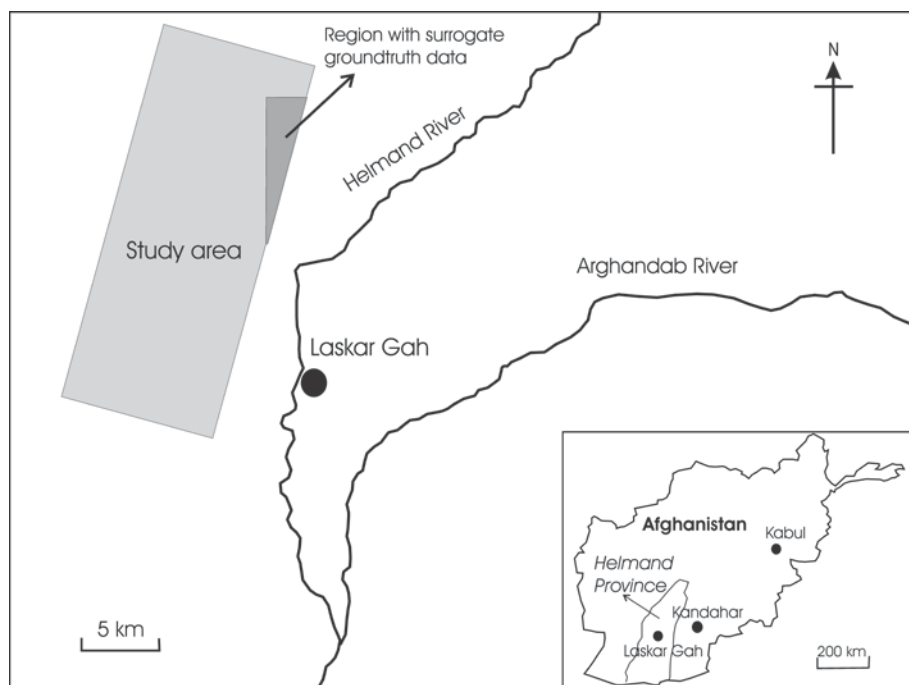 Region with surrogate
groundtruth data
N
Helmand River
Study area
Arghandab River
Laskar Gah
5 km
Afghanistan
Kabul
Helmand
Province
Kandahar
Laskar Gah
200 km